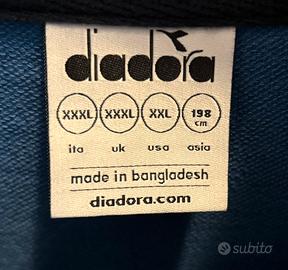 diadora
XXXL XXXL XXL 198 cm
ita uk usa asia
made in bangladesh
diadora.com
subito